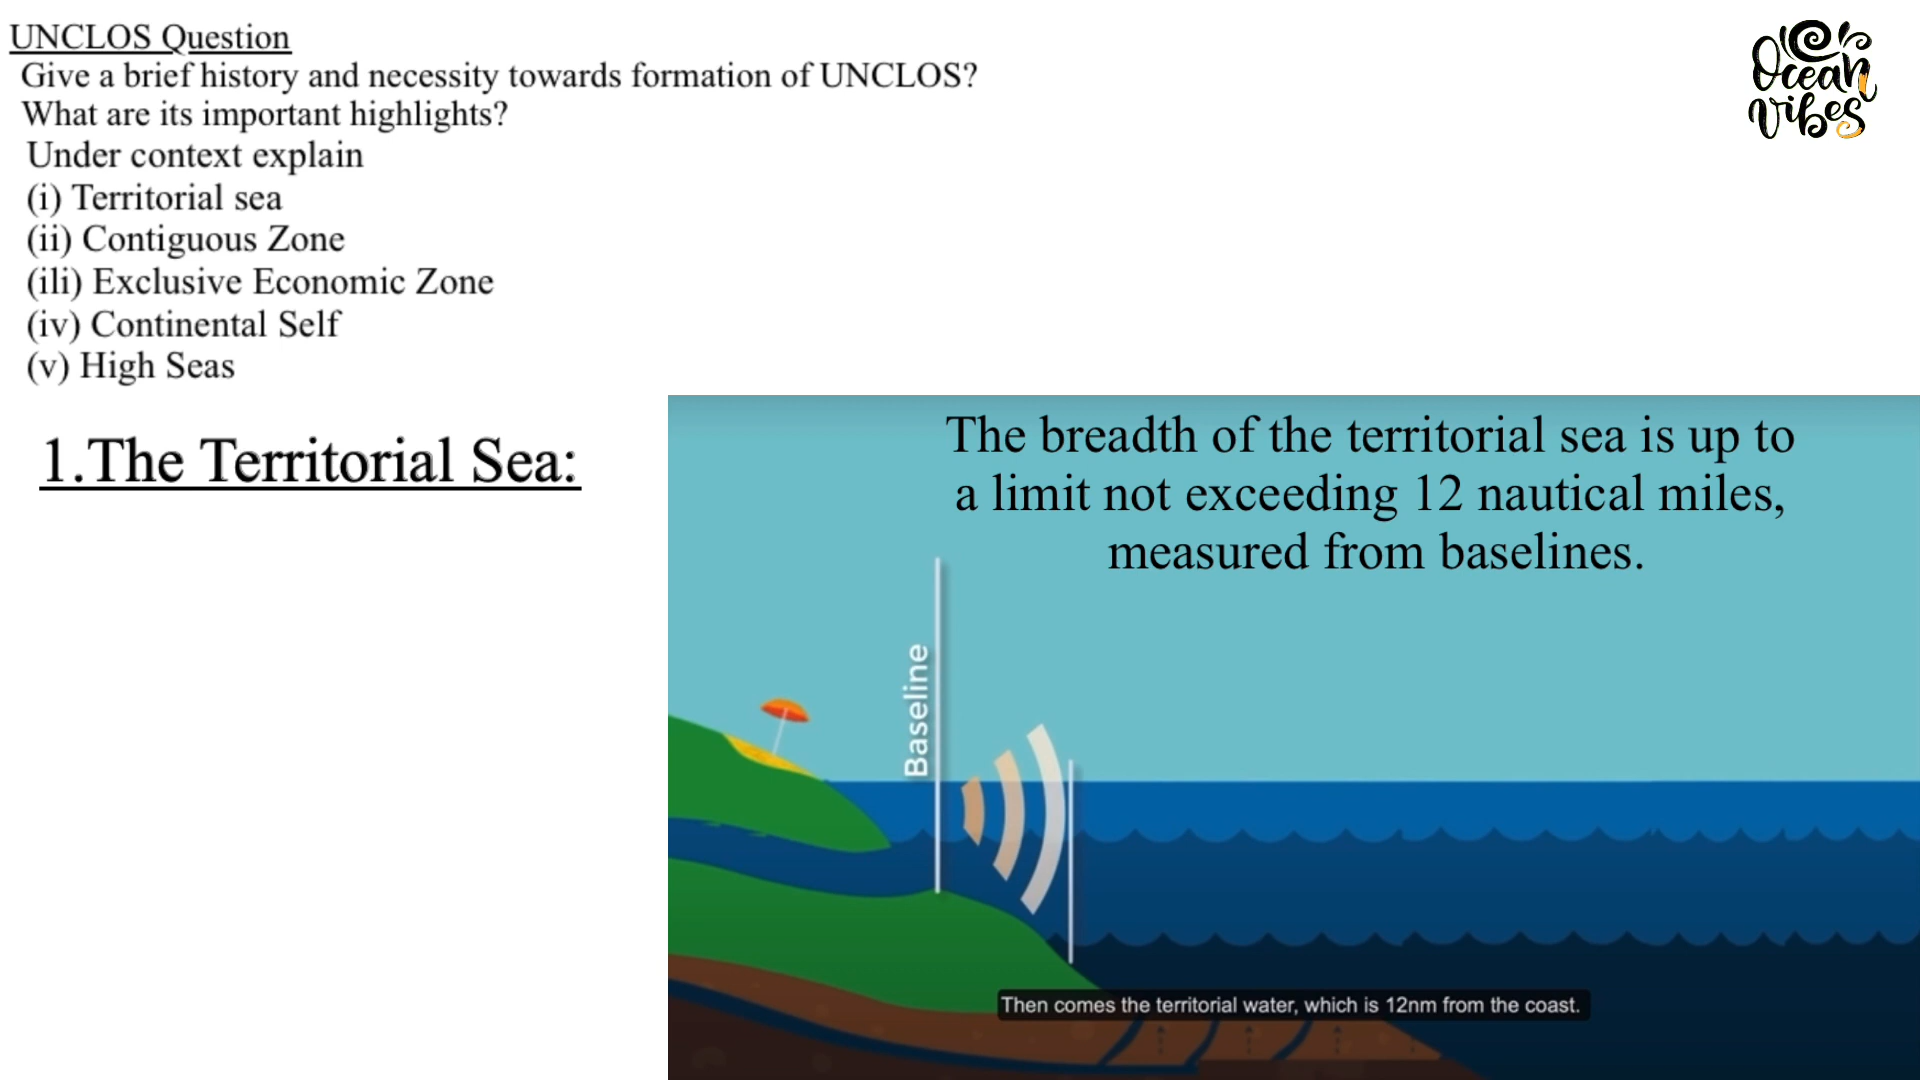 UNCLOS Question
Give a brief history and necessity towards formation of UNCLOS?
What are its important highlights?
Under context explain
(i) Territorial sea
(ii) Contiguous Zone
(ili) Exclusive Economic Zone
(iv) Continental Self
(v) High Seas
Ocean
Vibes
1.The Territorial Sea:
The breadth of the territorial sea is up to
a limit not exceeding 12 nautical miles,
measured from baselines.
Baseline
Then comes the territorial water, which is 12nm from the coast.